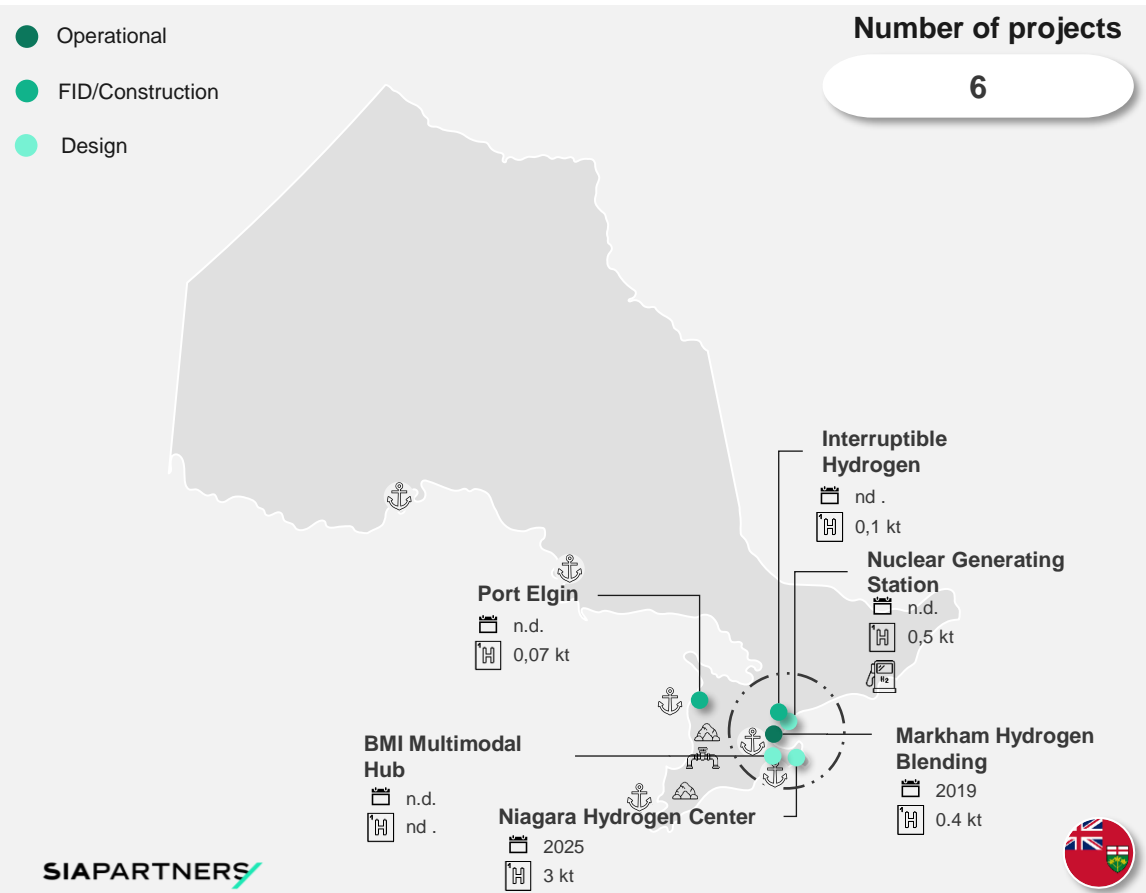 Operational
FID/Construction
Design
Number of projects
6
Interruptible
Hydrogen
nd .
0,1 kt
Nuclear Generating
Station
n.d.
0,5 kt
H2
Port Elgin
n.d.
0,07 kt
BMI Multimodal
Hub
n.d.
nd .
Niagara Hydrogen Center
2025
3 kt
Markham Hydrogen
Blending
2019
0.4 kt
SIAPARTNERS